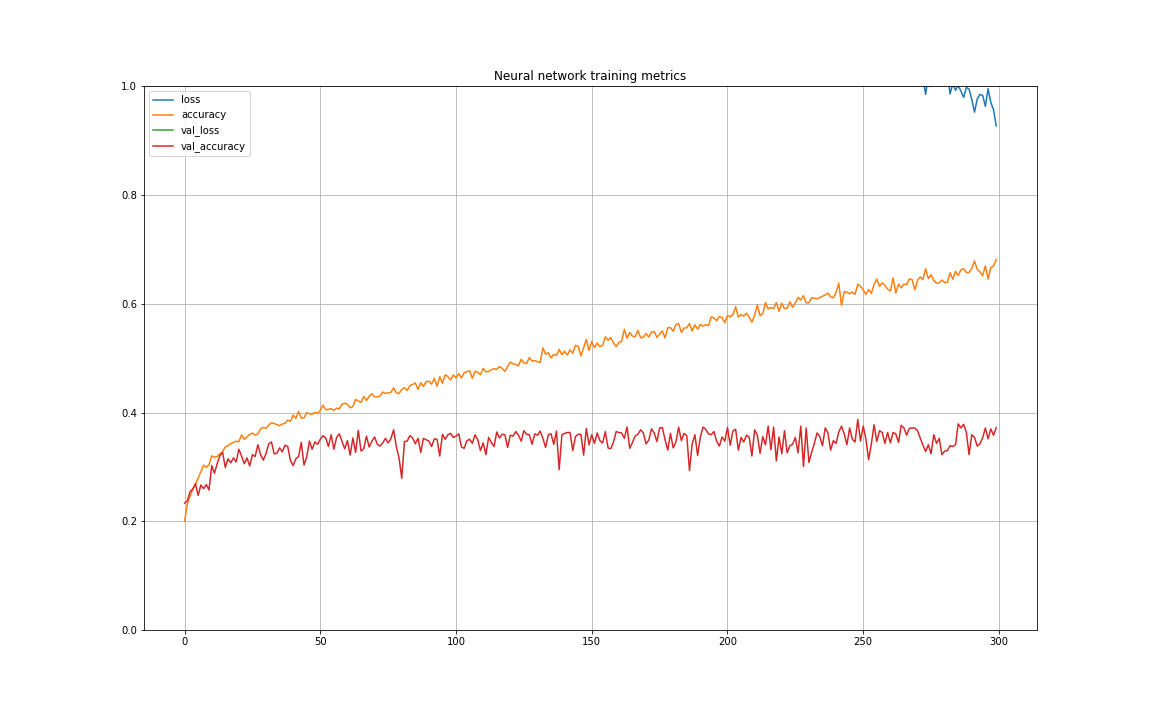 Neural network training metrics
1.0
loss
accuracy
val_loss
val_accuracy
0.8
0.6
0.4
0.2
0.0
0 50 100 150 200 250 300